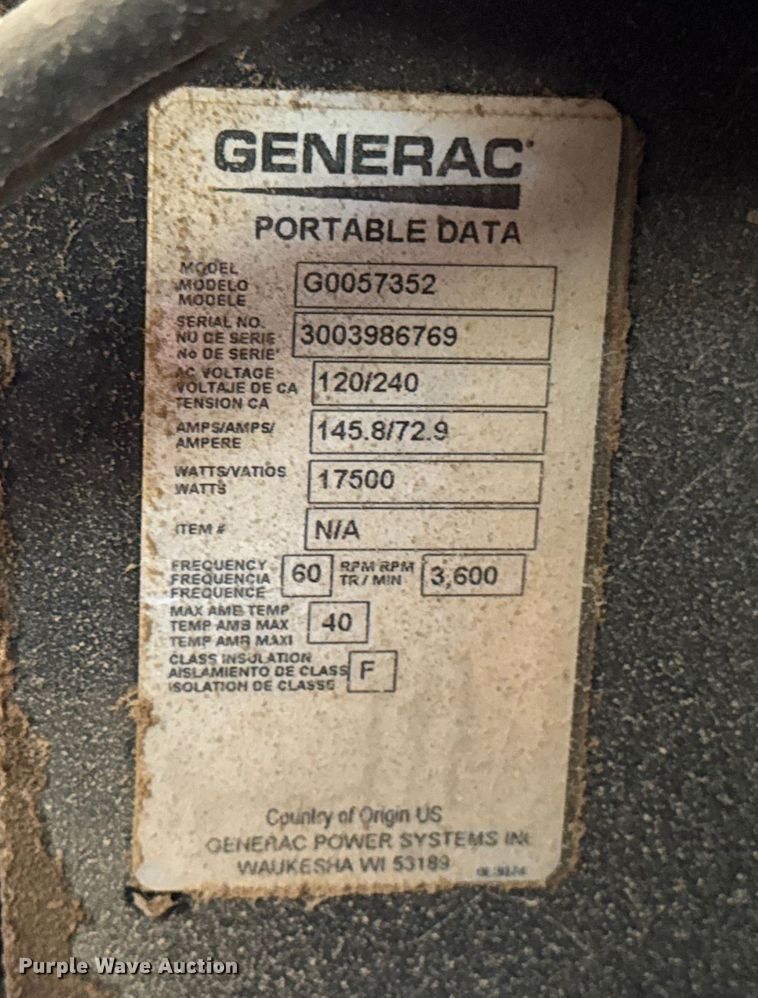 GENERAC
PORTABLE DATA
MODEL
MODELO
MODELE
G0057352
SERIAL NO.
NU DE SERIE
No DE SERIE
3003986769
AC VOLTAGE
VOLTAJE DE CA
TENSION CA
120/240
AMPS/AMPS/
AMPERE
145.8/72.9
WATTS/VATIOS
WATTS
17500
ITEM #
N/A
FREQUENCY
FREQUENCIA
FREQUENCE
60
RPM RPM
TR / MIN
3,600
MAX AMB TEMP
TEMP AMB MAX
TEMP AMB MAXI
40
CLASS INSULATION
AISLAMIENTO DE CLASS
ISOLATION DE CLASSE
F
Country of Origin US
GENERAC POWER SYSTEMS INC
WAUKESHA WI 53189
Purple Wave Auction